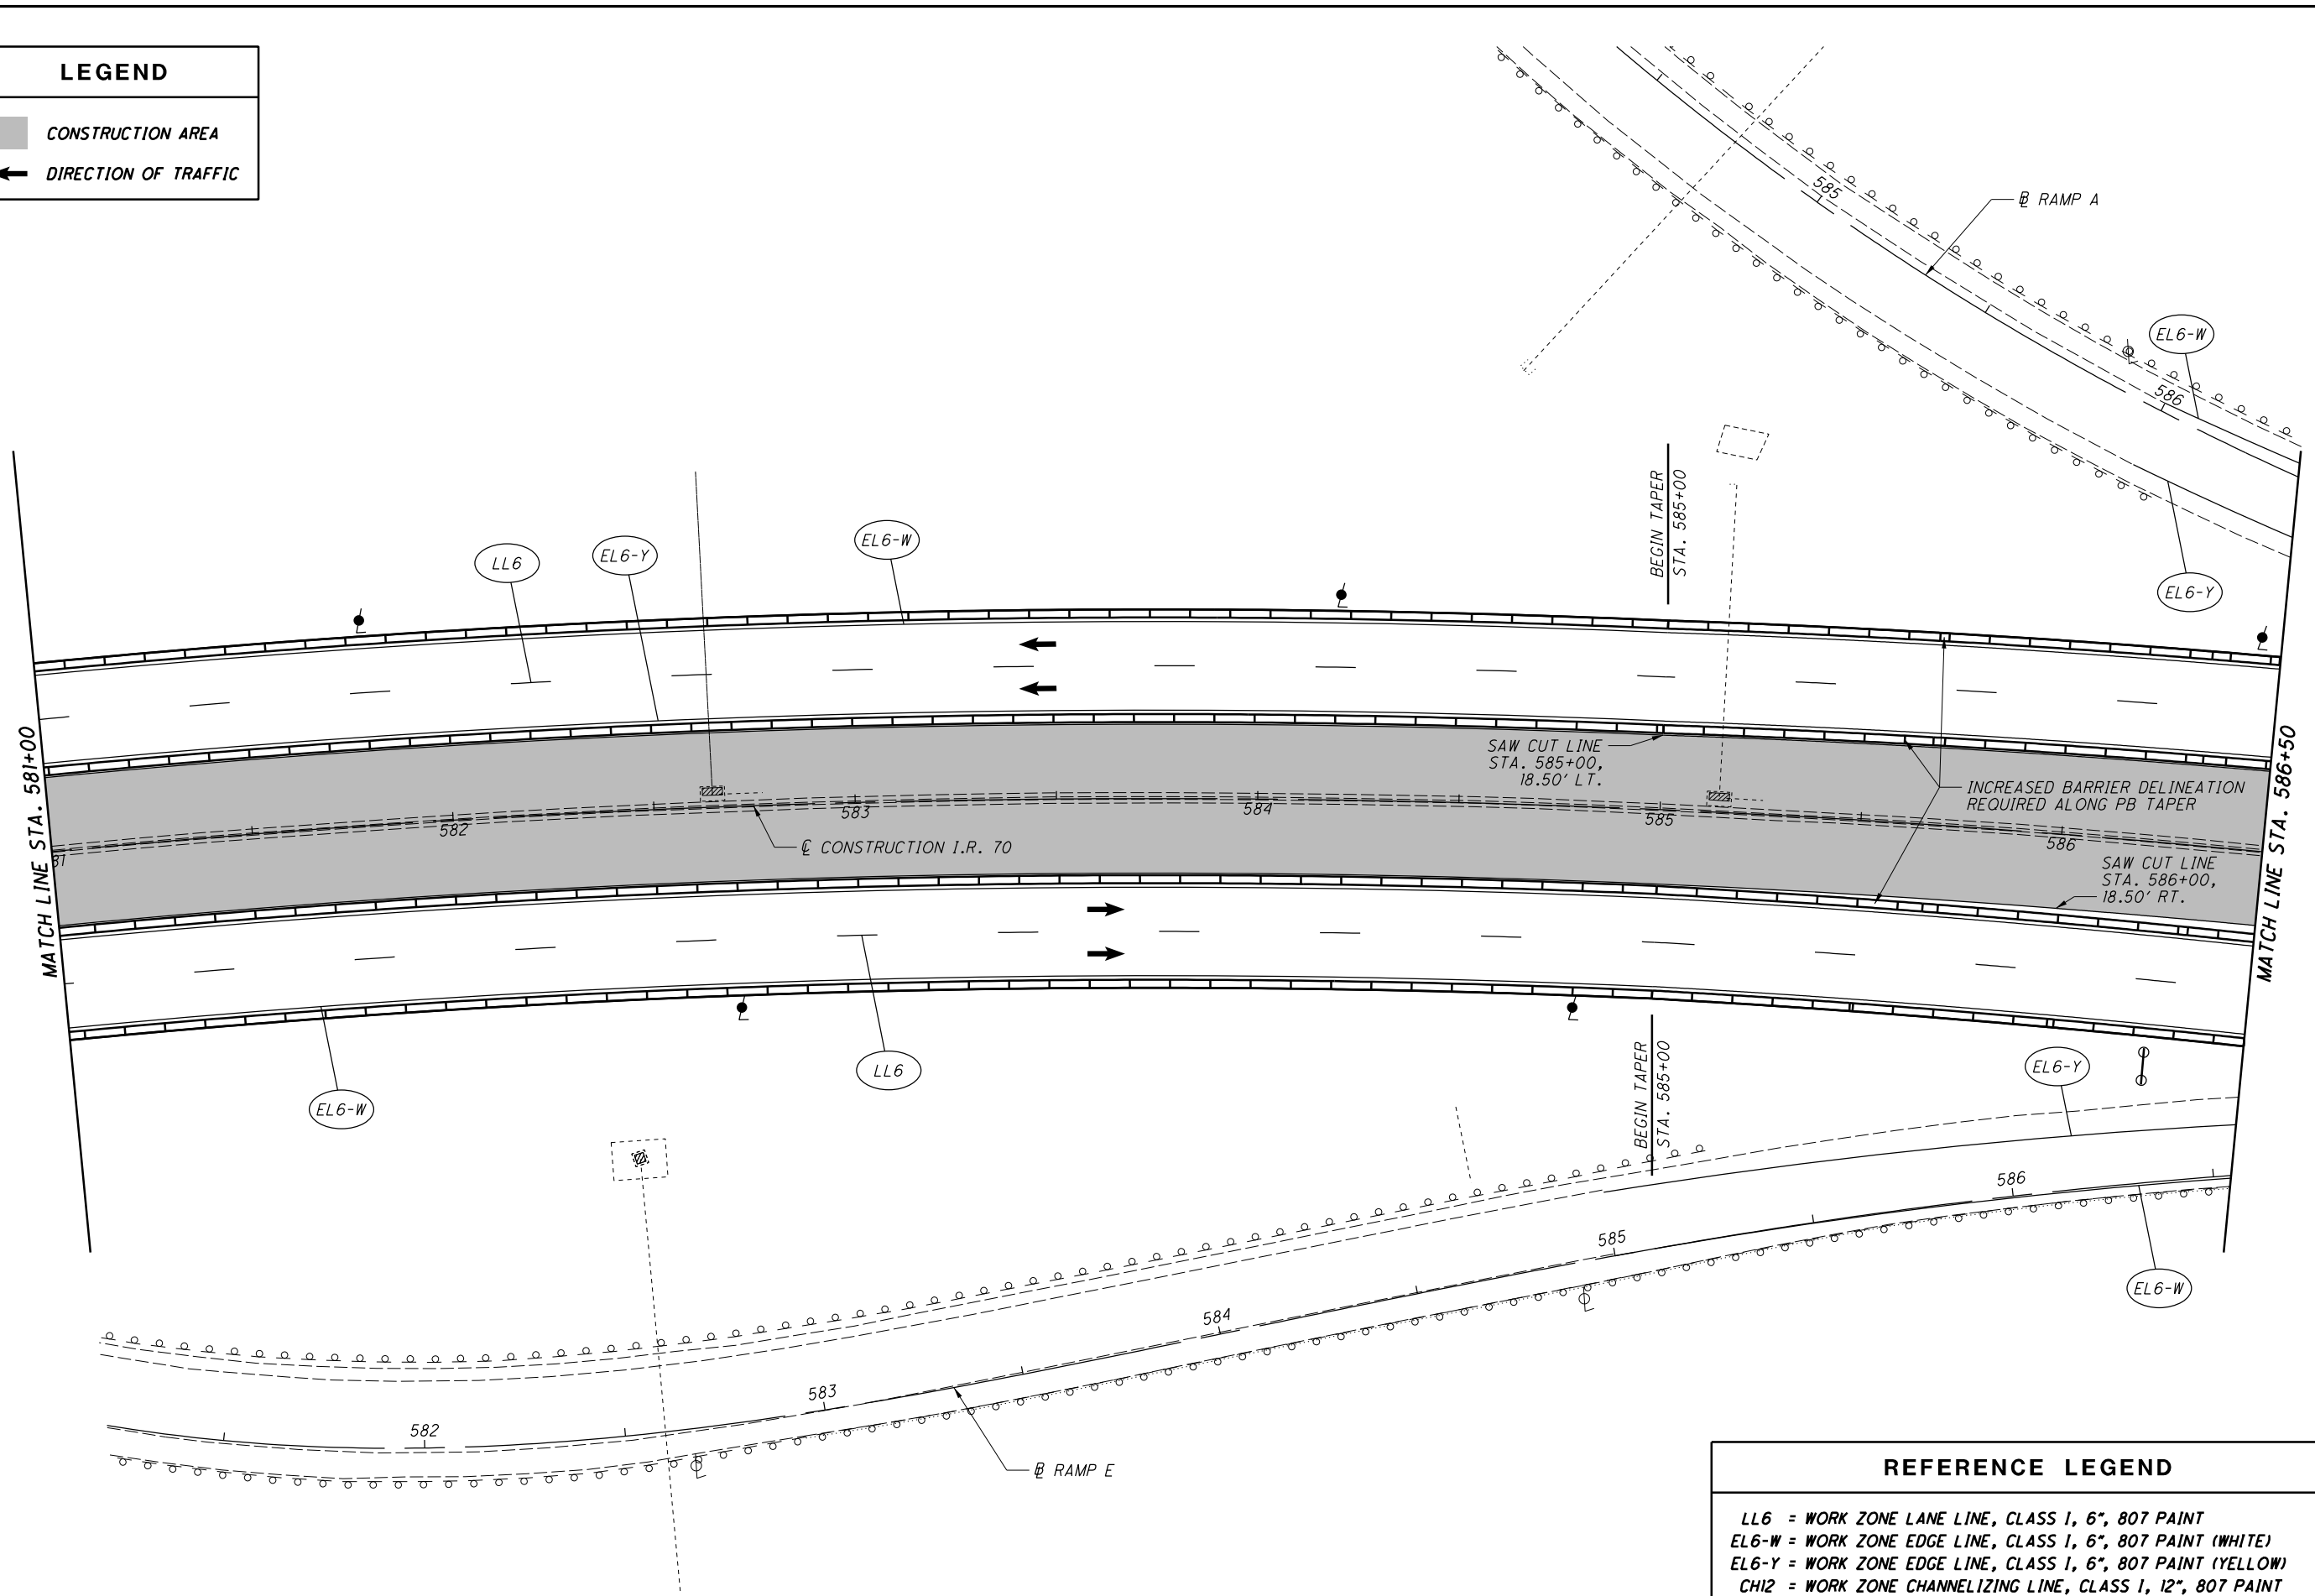 LEGEND
CONSTRUCTION AREA
DIRECTION OF TRAFFIC
585
℄ RAMP A
EL6-W
586
EL6-Y
BEGIN TAPER
STA. 585+00
LL6
EL6-Y
EL6-W
MATCH LINE STA. 581+00
MATCH LINE STA. 586+50
SAW CUT LINE
STA. 585+00,
18.50' LT.
INCREASED BARRIER DELINEATION
REQUIRED ALONG PB TAPER
582
583
584
585
586
℄ CONSTRUCTION I.R. 70
SAW CUT LINE
STA. 586+00,
18.50' RT.
EL6-W
LL6
BEGIN TAPER
STA. 585+00
EL6-Y
586
585
584
583
582
EL6-W
℄ RAMP E
REFERENCE LEGEND
LL6 = WORK ZONE LANE LINE, CLASS I, 6", 807 PAINT
EL6-W = WORK ZONE EDGE LINE, CLASS I, 6", 807 PAINT (WHITE)
EL6-Y = WORK ZONE EDGE LINE, CLASS I, 6", 807 PAINT (YELLOW)
CH12 = WORK ZONE CHANNELIZING LINE, CLASS I, 12", 807 PAINT